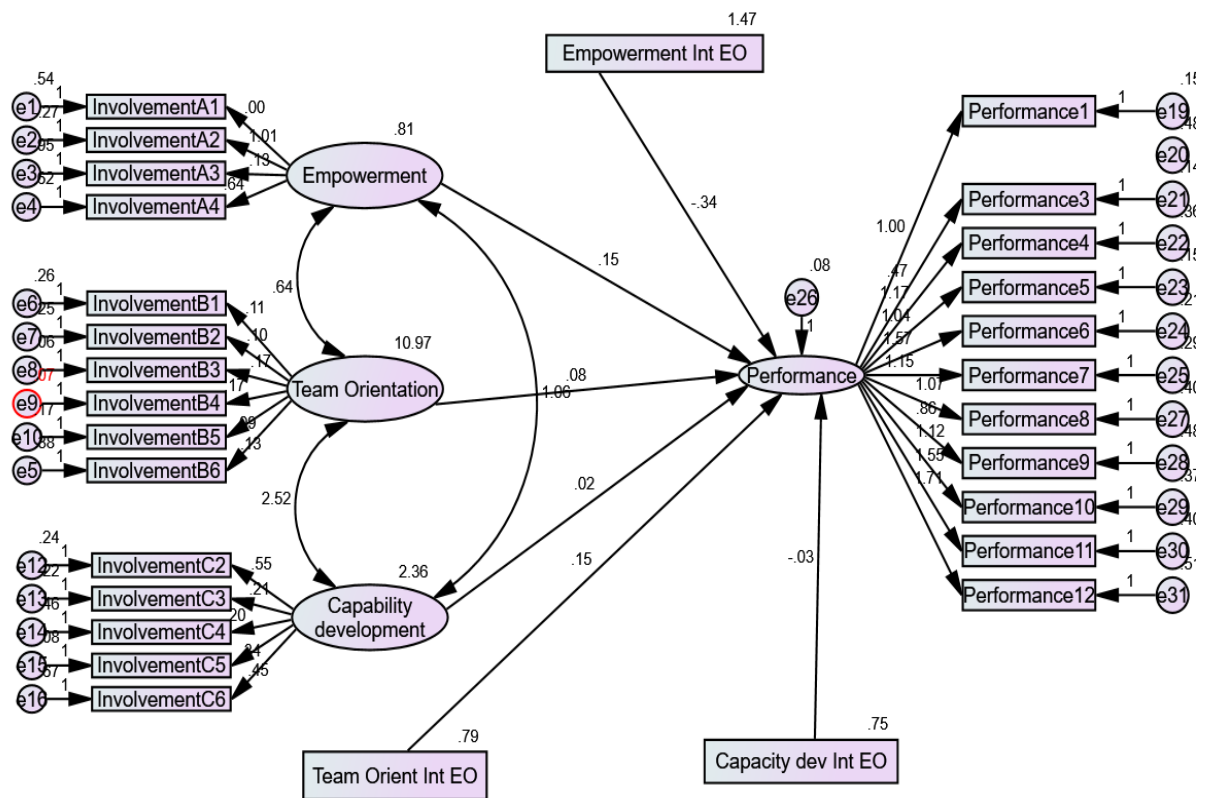 1.47
Empowerment Int EO
.54
e1 1 InvolvementA1 .00
.27
e2 1 InvolvementA2 1.01
.95
e3 1 InvolvementA3 .13
.52
e4 1 InvolvementA4 .64
.81
Empowerment
.26
e6 1 InvolvementB1 .11
.25
e7 1 InvolvementB2 .10
.06
e8 1 InvolvementB3 .17
.07
e9 1 InvolvementB4 .17
.17
e10 1 InvolvementB5
.38
e5 1 InvolvementB6 .13
10.97
Team Orientation
.24
e12 1 InvolvementC2 .55
.22
e13 1 InvolvementC3 .21
.46
e14 1 InvolvementC4 .20
.08
e15 1 InvolvementC5
.57
e16 1 InvolvementC6 .45
2.36
Capability
development
.64
2.52
1.06
-.34
.15
.08
.02
.15
-.03
.08
e26
1
Performance
1.00
.47
1.17
1.04
1.57
1.15
1.07
.86
1.12
1.55
1.71
Performance1 1 e19
e20
Performance3 1 e21
Performance4 1 e22
Performance5 1 e23
Performance6 1 e24
Performance7 1 e25
Performance8 1 e27
Performance9 1 e28
Performance10 1 e29
Performance11 1 e30
Performance12 1 e31
.79
Team Orient Int EO
.75
Capacity dev Int EO